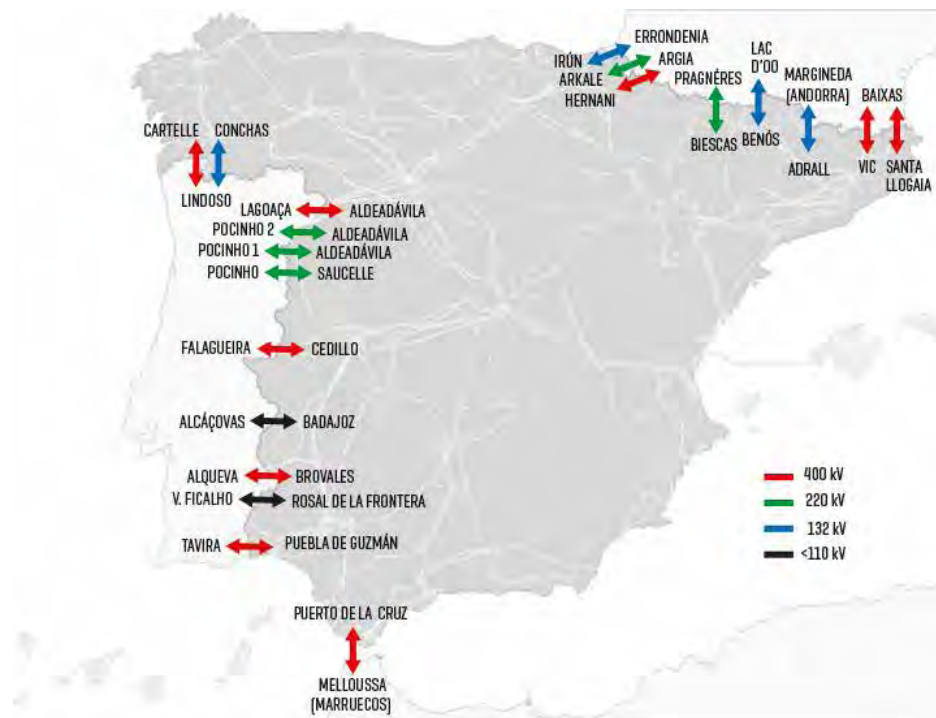 ERRONDENIA
IRÚN
ARGIA
ARKALE
HERNANI
PRAGNÉRES
BIESCAS
LAC
D'OO
BENÓS
MARGINEDA
(ANDORRA)
ADRALL
BAIXAS
VIC
SANTA
LLOGAIA
CARTELLE
CONCHAS
LINDOSO
LAGOAÇA
ALDEADÁVILA
POCINHO 2
ALDEADÁVILA
POCINHO 1
ALDEADÁVILA
POCINHO
SAUCELLE
FALAGUEIRA
CEDILLO
ALCÁÇOVAS
BADAJOZ
ALQUEVA
BROVALES
V. FICALHO
ROSAL DE LA FRONTERA
TAVIRA
PUEBLA DE GUZMÁN
PUERTO DE LA CRUZ
MELLOUSSA
(MARRUECOS)
400 kV
220 kV
132 kV
<110 kV